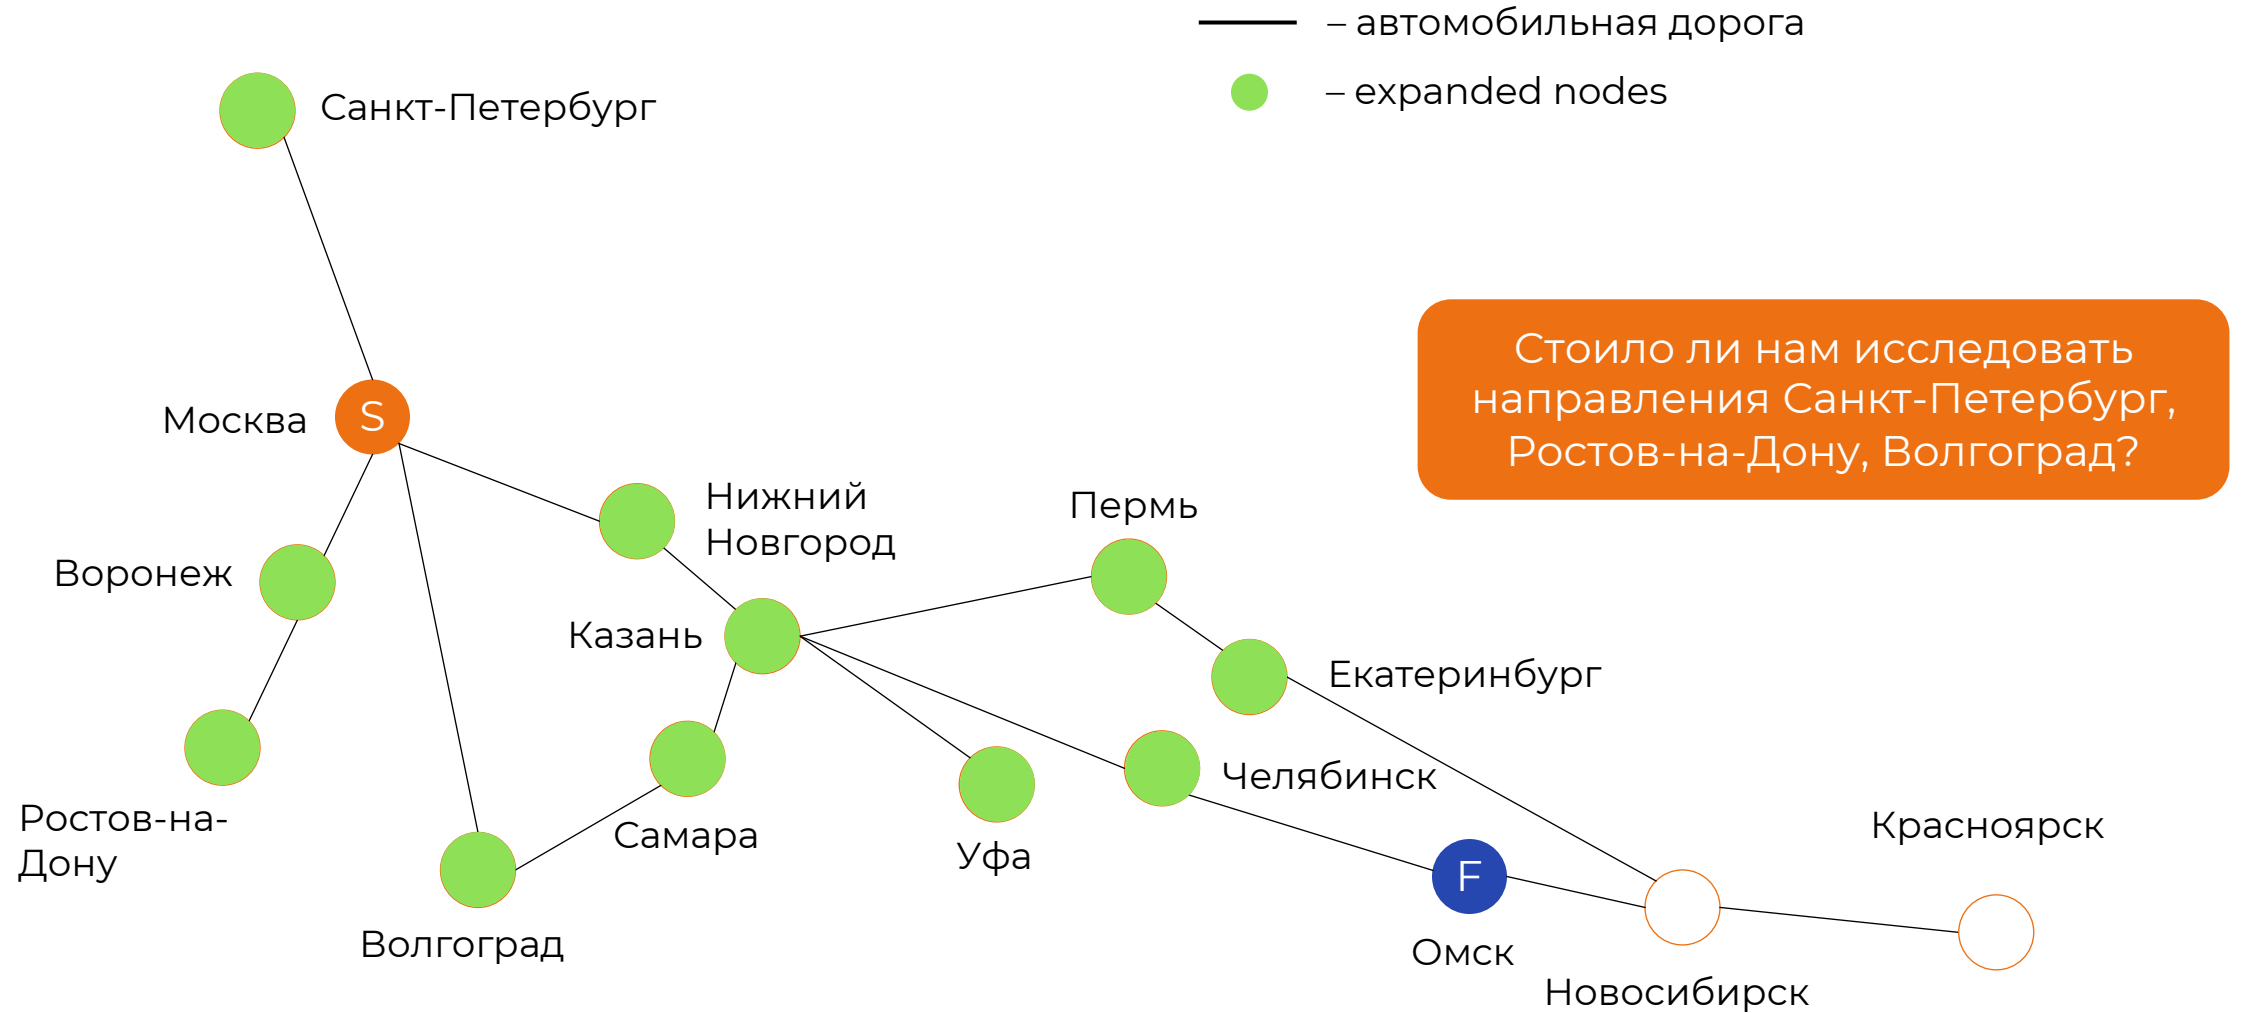 – автомобильная дорога
– expanded nodes
Санкт-Петербург
Стоило ли нам исследовать
направления Санкт-Петербург,
Ростов-на-Дону, Волгоград?
Москва
S
Нижний
Новгород
Пермь
Воронеж
Казань
Екатеринбург
Челябинск
Ростов-на-
Дону
Самара
Уфа
Красноярск
F
Волгоград
Омск
Новосибирск